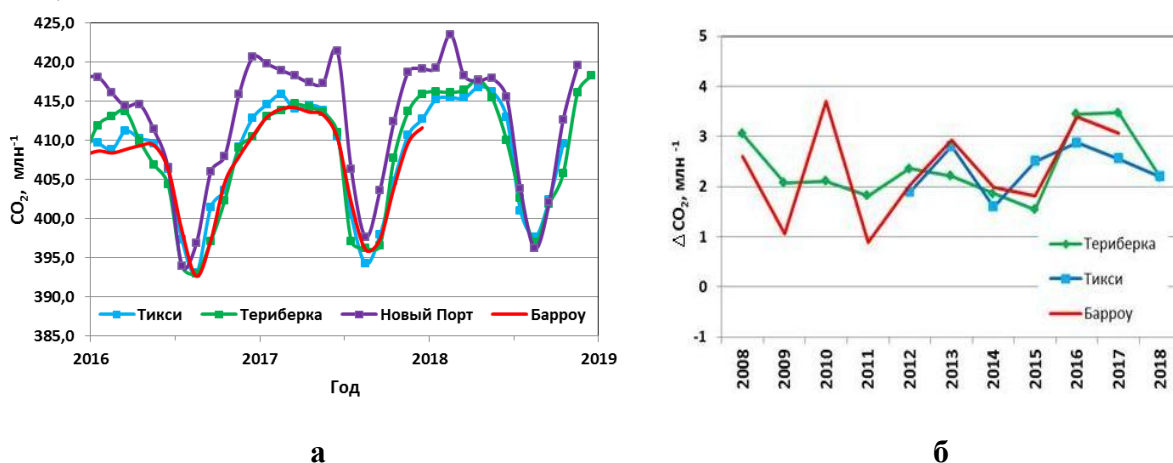 425,0
420,0
415,0
410,0
405,0
400,0
395,0
390,0
385,0
CO₂, млн⁻¹
Тикси Териберка Новый Порт Барроу
2016 2017 2018 2019
Год
а
5
4
3
2
1
0
-1
△ CO₂, млн⁻¹
Териберка
Тикси
Барроу
2008 2009 2010 2011 2012 2013 2014 2015 2016 2017 2018
б